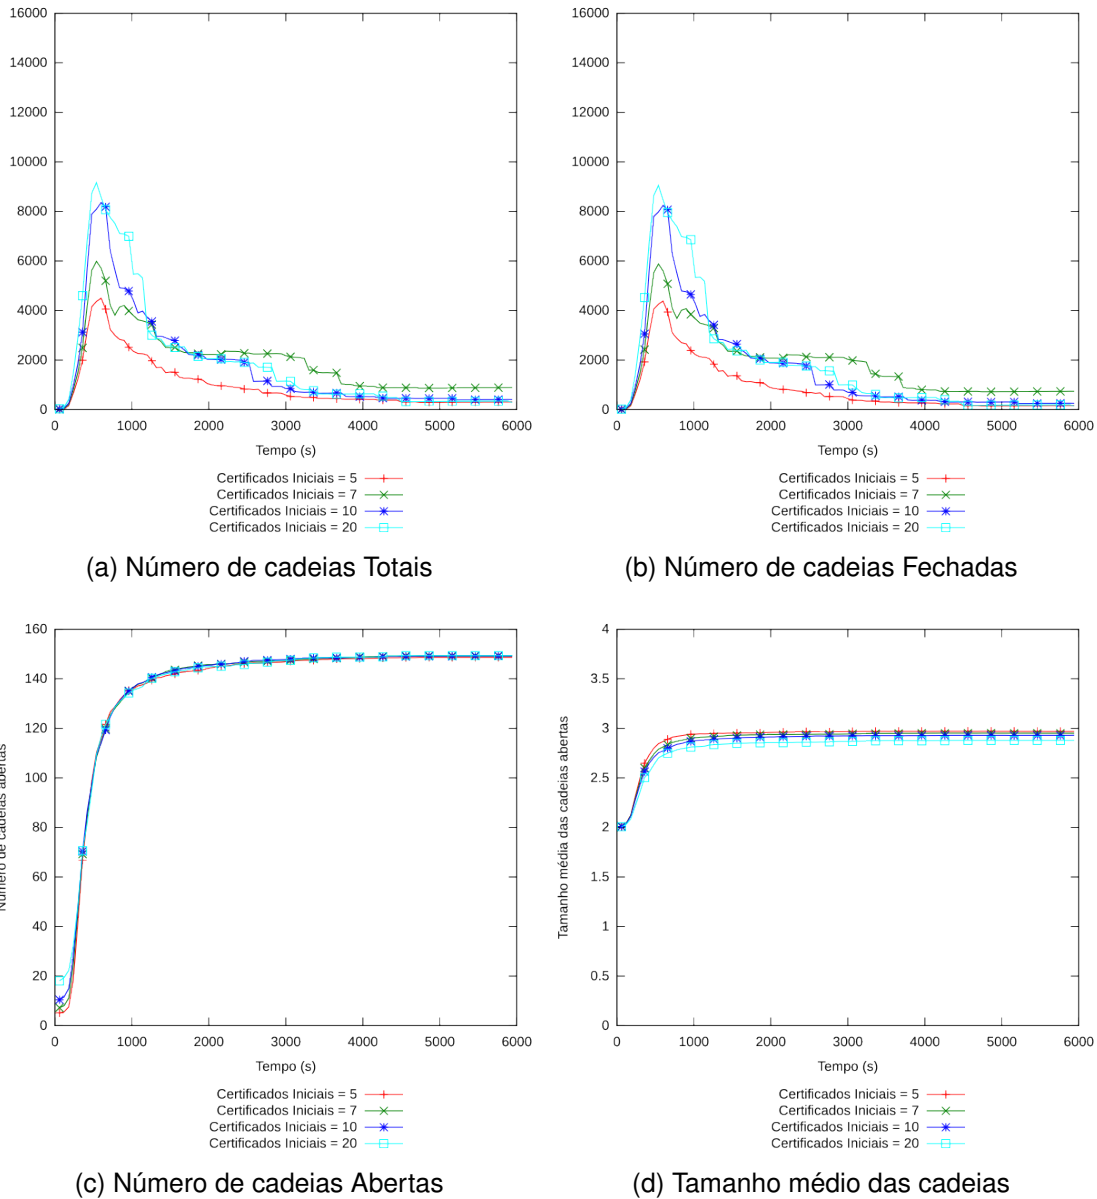 16000
14000
12000
10000
8000
6000
4000
2000
0
0 1000 2000 3000 4000 5000 6000
Tempo (s)
Certificados Iniciais = 5
Certificados Iniciais = 7
Certificados Iniciais = 10
Certificados Iniciais = 20
(a) Número de cadeias Totais
16000
14000
12000
10000
8000
6000
4000
2000
0
0 1000 2000 3000 4000 5000 6000
Tempo (s)
Certificados Iniciais = 5
Certificados Iniciais = 7
Certificados Iniciais = 10
Certificados Iniciais = 20
(b) Número de cadeias Fechadas
Número de cadeias abertas
160
140
120
100
80
60
40
20
0
0 1000 2000 3000 4000 5000 6000
Tempo (s)
Certificados Iniciais = 5
Certificados Iniciais = 7
Certificados Iniciais = 10
Certificados Iniciais = 20
(c) Número de cadeias Abertas
Tamanho média das cadeias abertas
4
3.5
3
2.5
2
1.5
1
0.5
0
0 1000 2000 3000 4000 5000 6000
Tempo (s)
Certificados Iniciais = 5
Certificados Iniciais = 7
Certificados Iniciais = 10
Certificados Iniciais = 20
(d) Tamanho médio das cadeias